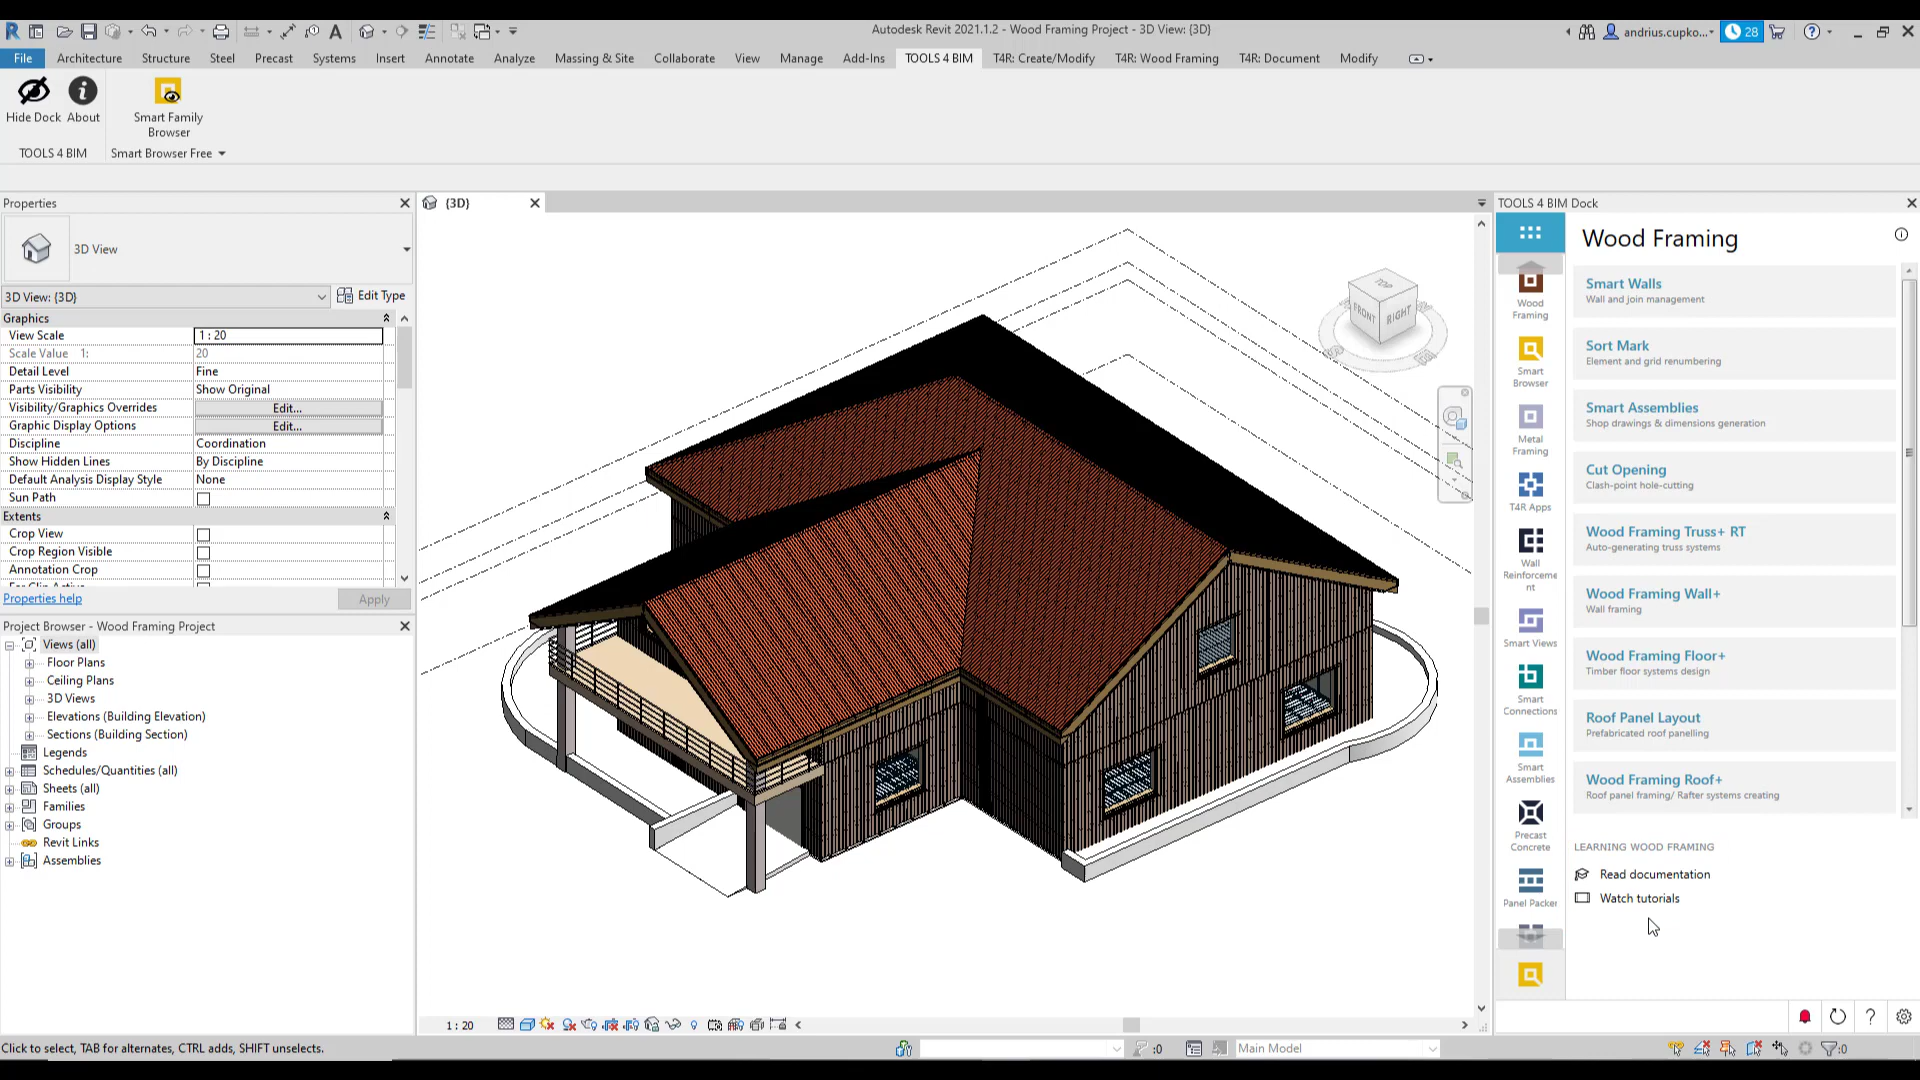 Autodesk Revit 2021.1.2 - Wood Framing Project - 3D View: {3D}
andrius.cupko...
28
File
Architecture
Structure
Steel
Precast
Systems
Insert
Annotate
Analyze
Massing & Site
Collaborate
View
Manage
Add-Ins
TOOLS 4 BIM
T4R: Create/Modify
T4R: Wood Framing
T4R: Document
Modify
Hide Dock
About
Smart Family
Browser
TOOLS 4 BIM
Smart Browser Free
Properties
3D View
3D View: {3D}
Edit Type
Graphics
View Scale
1 : 20
Scale Value 1:
20
Detail Level
Fine
Parts Visibility
Show Original
Visibility/Graphics Overrides
Edit...
Graphic Display Options
Edit...
Discipline
Coordination
Show Hidden Lines
By Discipline
Default Analysis Display Style
None
Sun Path
Extents
Crop View
Crop Region Visible
Annotation Crop
Properties help
Apply
Project Browser - Wood Framing Project
Views (all)
Floor Plans
Ceiling Plans
3D Views
Elevations (Building Elevation)
Sections (Building Section)
Legends
Schedules/Quantities (all)
Sheets (all)
Families
Groups
Revit Links
Assemblies
{3D}
TOP
FRONT
RIGHT
1 : 20
TOOLS 4 BIM Dock
Wood
Framing
Smart
Browser
Metal
Framing
T4R Apps
Wall
Reinforceme
nt
Smart Views
Smart
Connections
Smart
Assemblies
Precast
Concrete
Panel Packer
Wood Framing
Smart Walls
Wall and join management
Sort Mark
Element and grid renumbering
Smart Assemblies
Shop drawings & dimensions generation
Cut Opening
Clash-point hole-cutting
Wood Framing Truss+ RT
Auto-generating truss systems
Wood Framing Wall+
Wall framing
Wood Framing Floor+
Timber floor systems design
Roof Panel Layout
Prefabricated roof panelling
Wood Framing Roof+
Roof panel framing/ Rafter systems creating
LEARNING WOOD FRAMING
Read documentation
Watch tutorials
Click to select, TAB for alternates, CTRL adds, SHIFT unselects.
:0
Main Model
:0